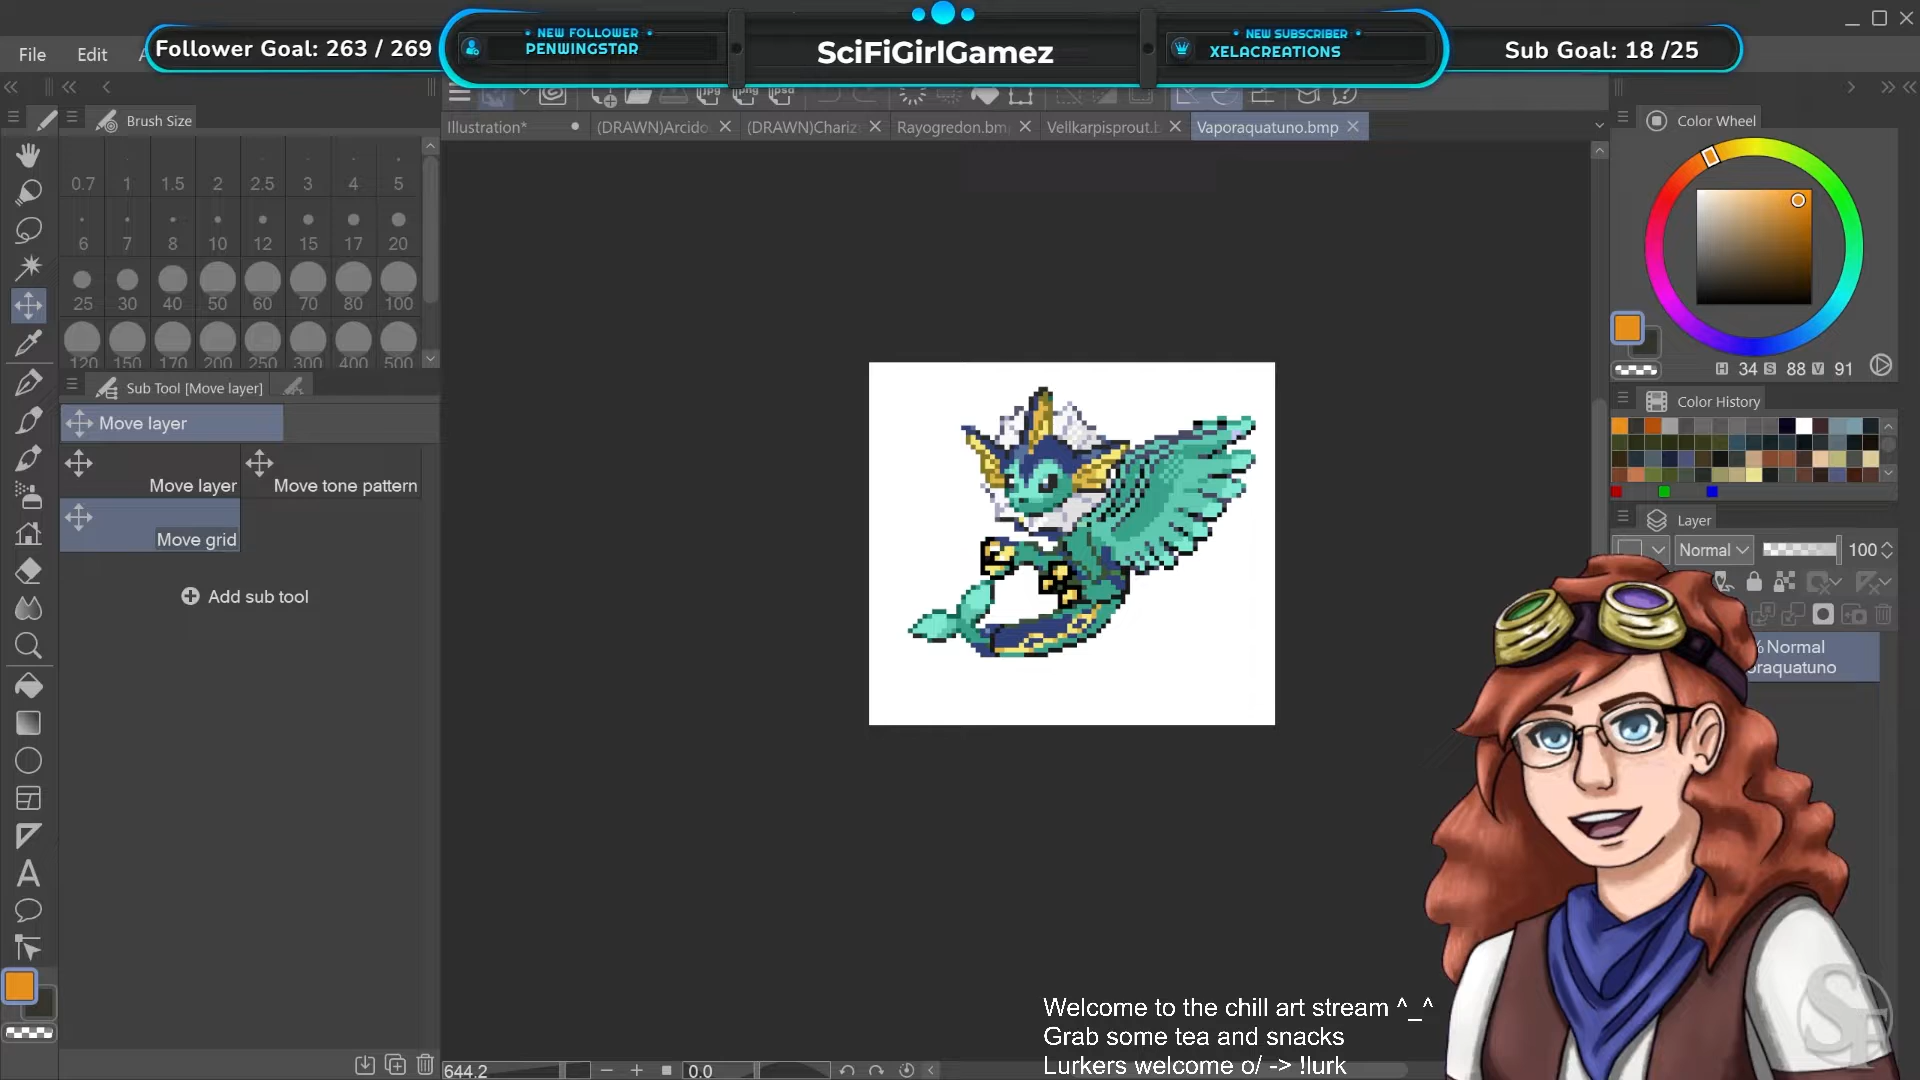 Follower Goal: 263 / 269
NEW FOLLOWER
PENWINGSTAR
SciFiGirlGamez
NEW SUBSCRIBER
XELACREATIONS
Sub Goal: 18 /25
File Edit
Brush Size
0.7 1 1.5 2 2.5 3 4 5
6 7 8 10 12 15 17 20
25 30 40 50 60 70 80 100
120 150 170 200 250 300 400 500
Sub Tool [Move layer]
Move layer
Move layer
Move tone pattern
Move grid
Add sub tool
Illustration*
(DRAWN)Arcido
(DRAWN)Chariz
Rayogredon.bm
Vellkarpisprout.b
Vaporaquatuno.bmp
Color Wheel
H 34 S 88 V 91
Color History
Layer
Normal 100
% Normal
oraquatuno
644.2
0.0
Welcome to the chill art stream ^_^
Grab some tea and snacks
Lurkers welcome o/ -> !lurk
SF